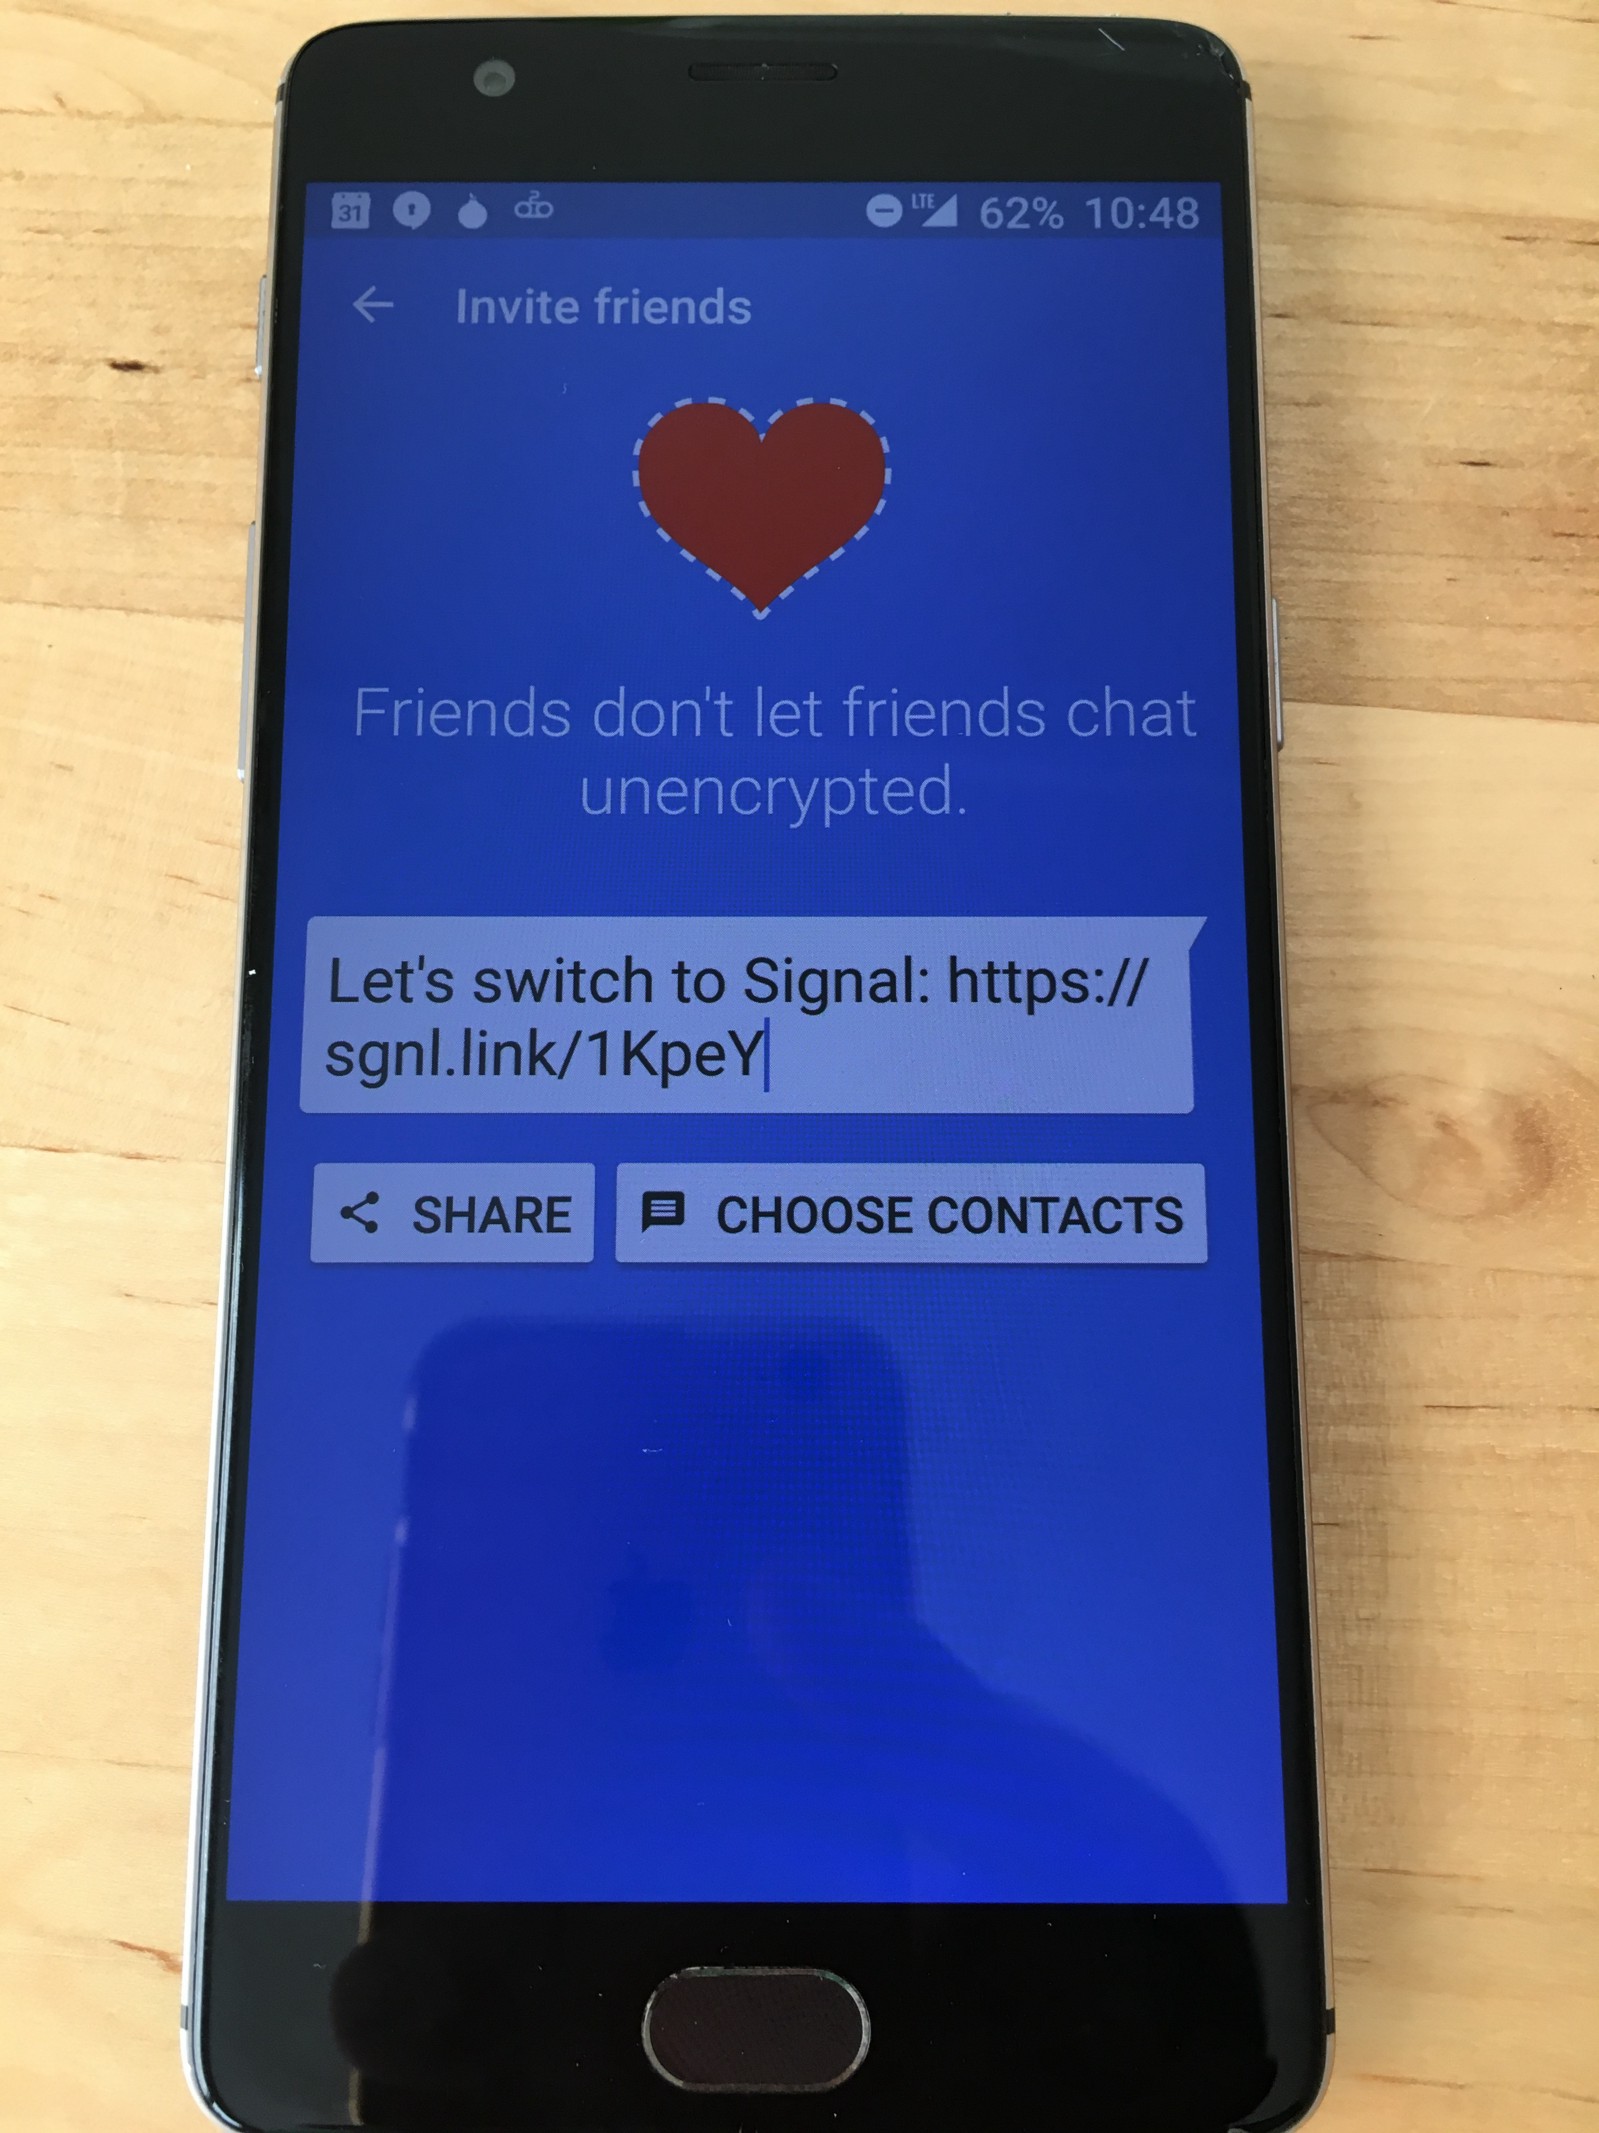 31 LTE 62% 10:48
Invite friends
Friends don't let friends chat
unencrypted.
Let's switch to Signal: https://
sgnl.link/1KpeY
SHARE CHOOSE CONTACTS